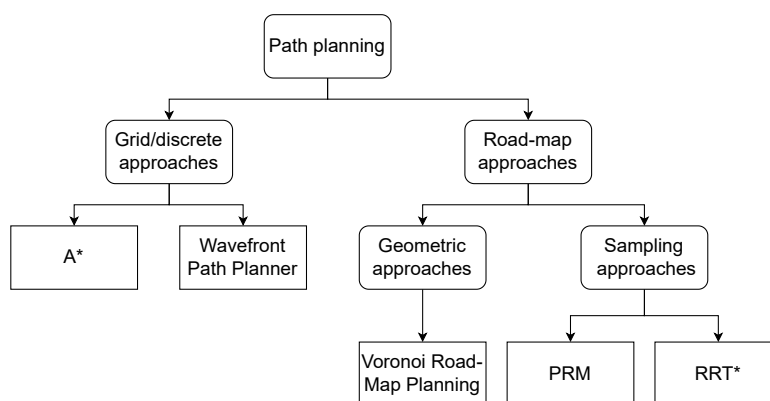 Path planning
Grid/discrete
approaches
Road-map
approaches
A*
Wavefront
Path Planner
Geometric
approaches
Sampling
approaches
Voronoi Road-
Map Planning
PRM
RRT*